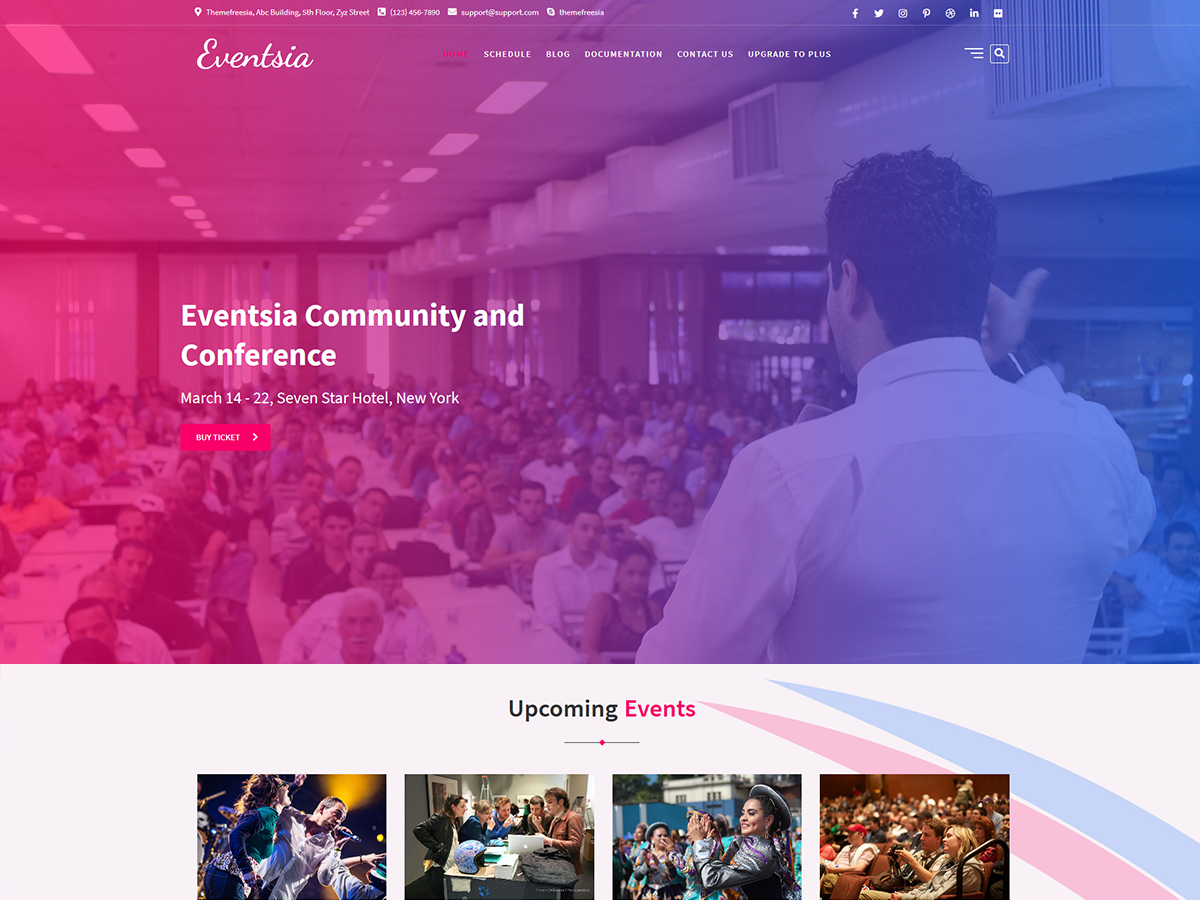 Themefreesia, Abc Building, 5th Floor, Zyz Street (123) 456-7890 support@support.com themefreesia
Eventsia
HOME SCHEDULE BLOG DOCUMENTATION CONTACT US UPGRADE TO PLUS
Eventsia Community and
Conference
March 14 - 22, Seven Star Hotel, New York
BUY TICKET
Upcoming Events